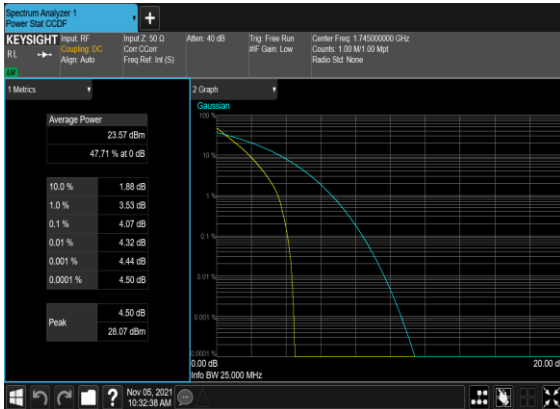 Spectrum Analyzer 1
Power Stat CCDF
+
KEYSIGHT
RL
Input: RF
Coupling: DC
Align: Auto
Input Z: 50 Ω
Corr CCorr
Freq Ref: Int (S)
Atten: 40 dB
Trig: Free Run
#IF Gain: Low
Center Freq: 1.745000000 GHz
Counts: 1.00 M/1.00 Mpt
Radio Std: None
1 Metrics
Average Power
23.57 dBm
47.71 % at 0 dB
10.0 % 1.88 dB
1.0 % 3.53 dB
0.1 % 4.07 dB
0.01 % 4.32 dB
0.001 % 4.44 dB
0.0001 % 4.50 dB
Peak
4.50 dB
28.07 dBm
2 Graph
Gaussian
100 %
10 %
1 %
0.1 %
0.01 %
0.001 %
0.0001 %
0.00 dB
20.00 d
Info BW 25.000 MHz
?
Nov 05, 2021
10:32:38 AM